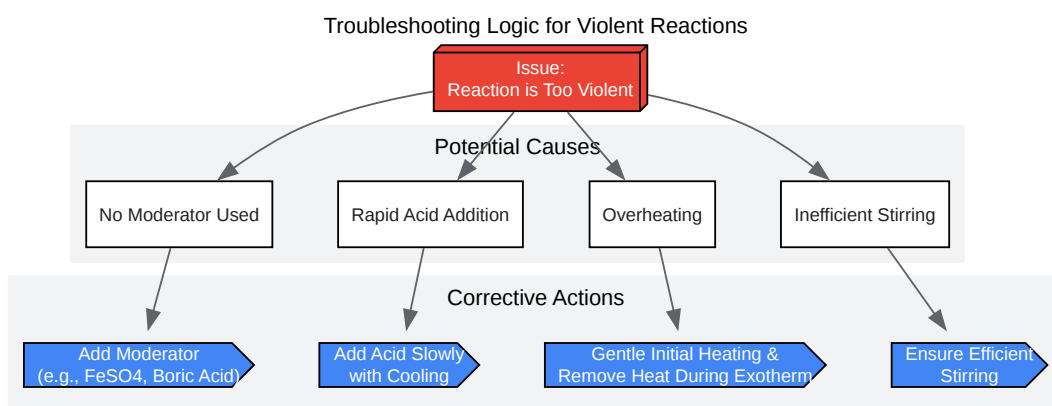 Troubleshooting Logic for Violent Reactions
Issue:
Reaction is Too Violent
Potential Causes
No Moderator Used
Rapid Acid Addition
Overheating
Inefficient Stirring
Corrective Actions
Add Moderator
(e.g., FeSO4, Boric Acid)
Add Acid Slowly
with Cooling
Gentle Initial Heating &
Remove Heat During Exotherm
Ensure Efficient
Stirring